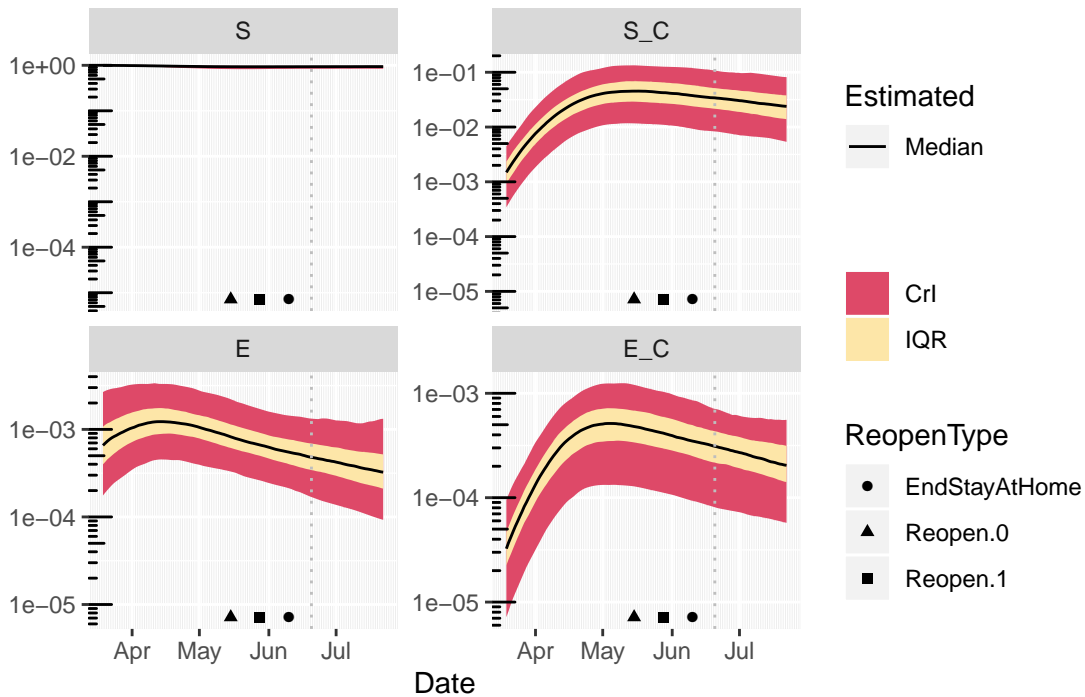 S
S_C
1e+00
1e−02
1e−04
1e−01
1e−02
1e−03
1e−04
1e−05
E
E_C
1e−03
1e−04
1e−05
1e−03
1e−04
1e−05
Apr May Jun Jul
Apr May Jun Jul
Date
Estimated
Median
CrI
IQR
ReopenType
EndStayAtHome
Reopen.0
Reopen.1